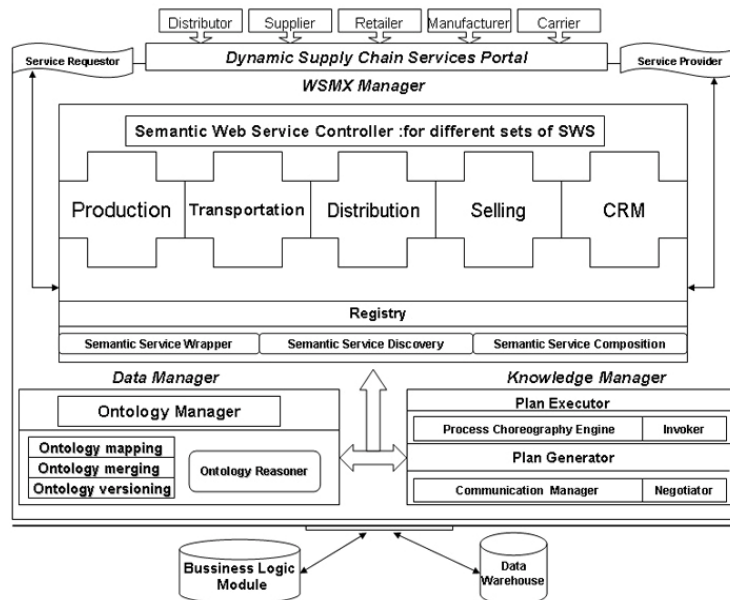 Distributor
Supplier
Retailer
Manufacturer
Carrier
Service Requestor
Dynamic Supply Chain Services Portal
Service Provider
WSMX Manager
Semantic Web Service Controller :for different sets of SWS
Production
Transportation
Distribution
Selling
CRM
Registry
Semantic Service Wrapper
Semantic Service Discovery
Semantic Service Composition
Data Manager
Knowledge Manager
Ontology Manager
Ontology mapping
Ontology merging
Ontology versioning
Ontology Reasoner
Plan Executor
Process Choreography Engine
Invoker
Plan Generator
Communication Manager
Negotiator
Bussiness Logic
Module
Data
Warehouse